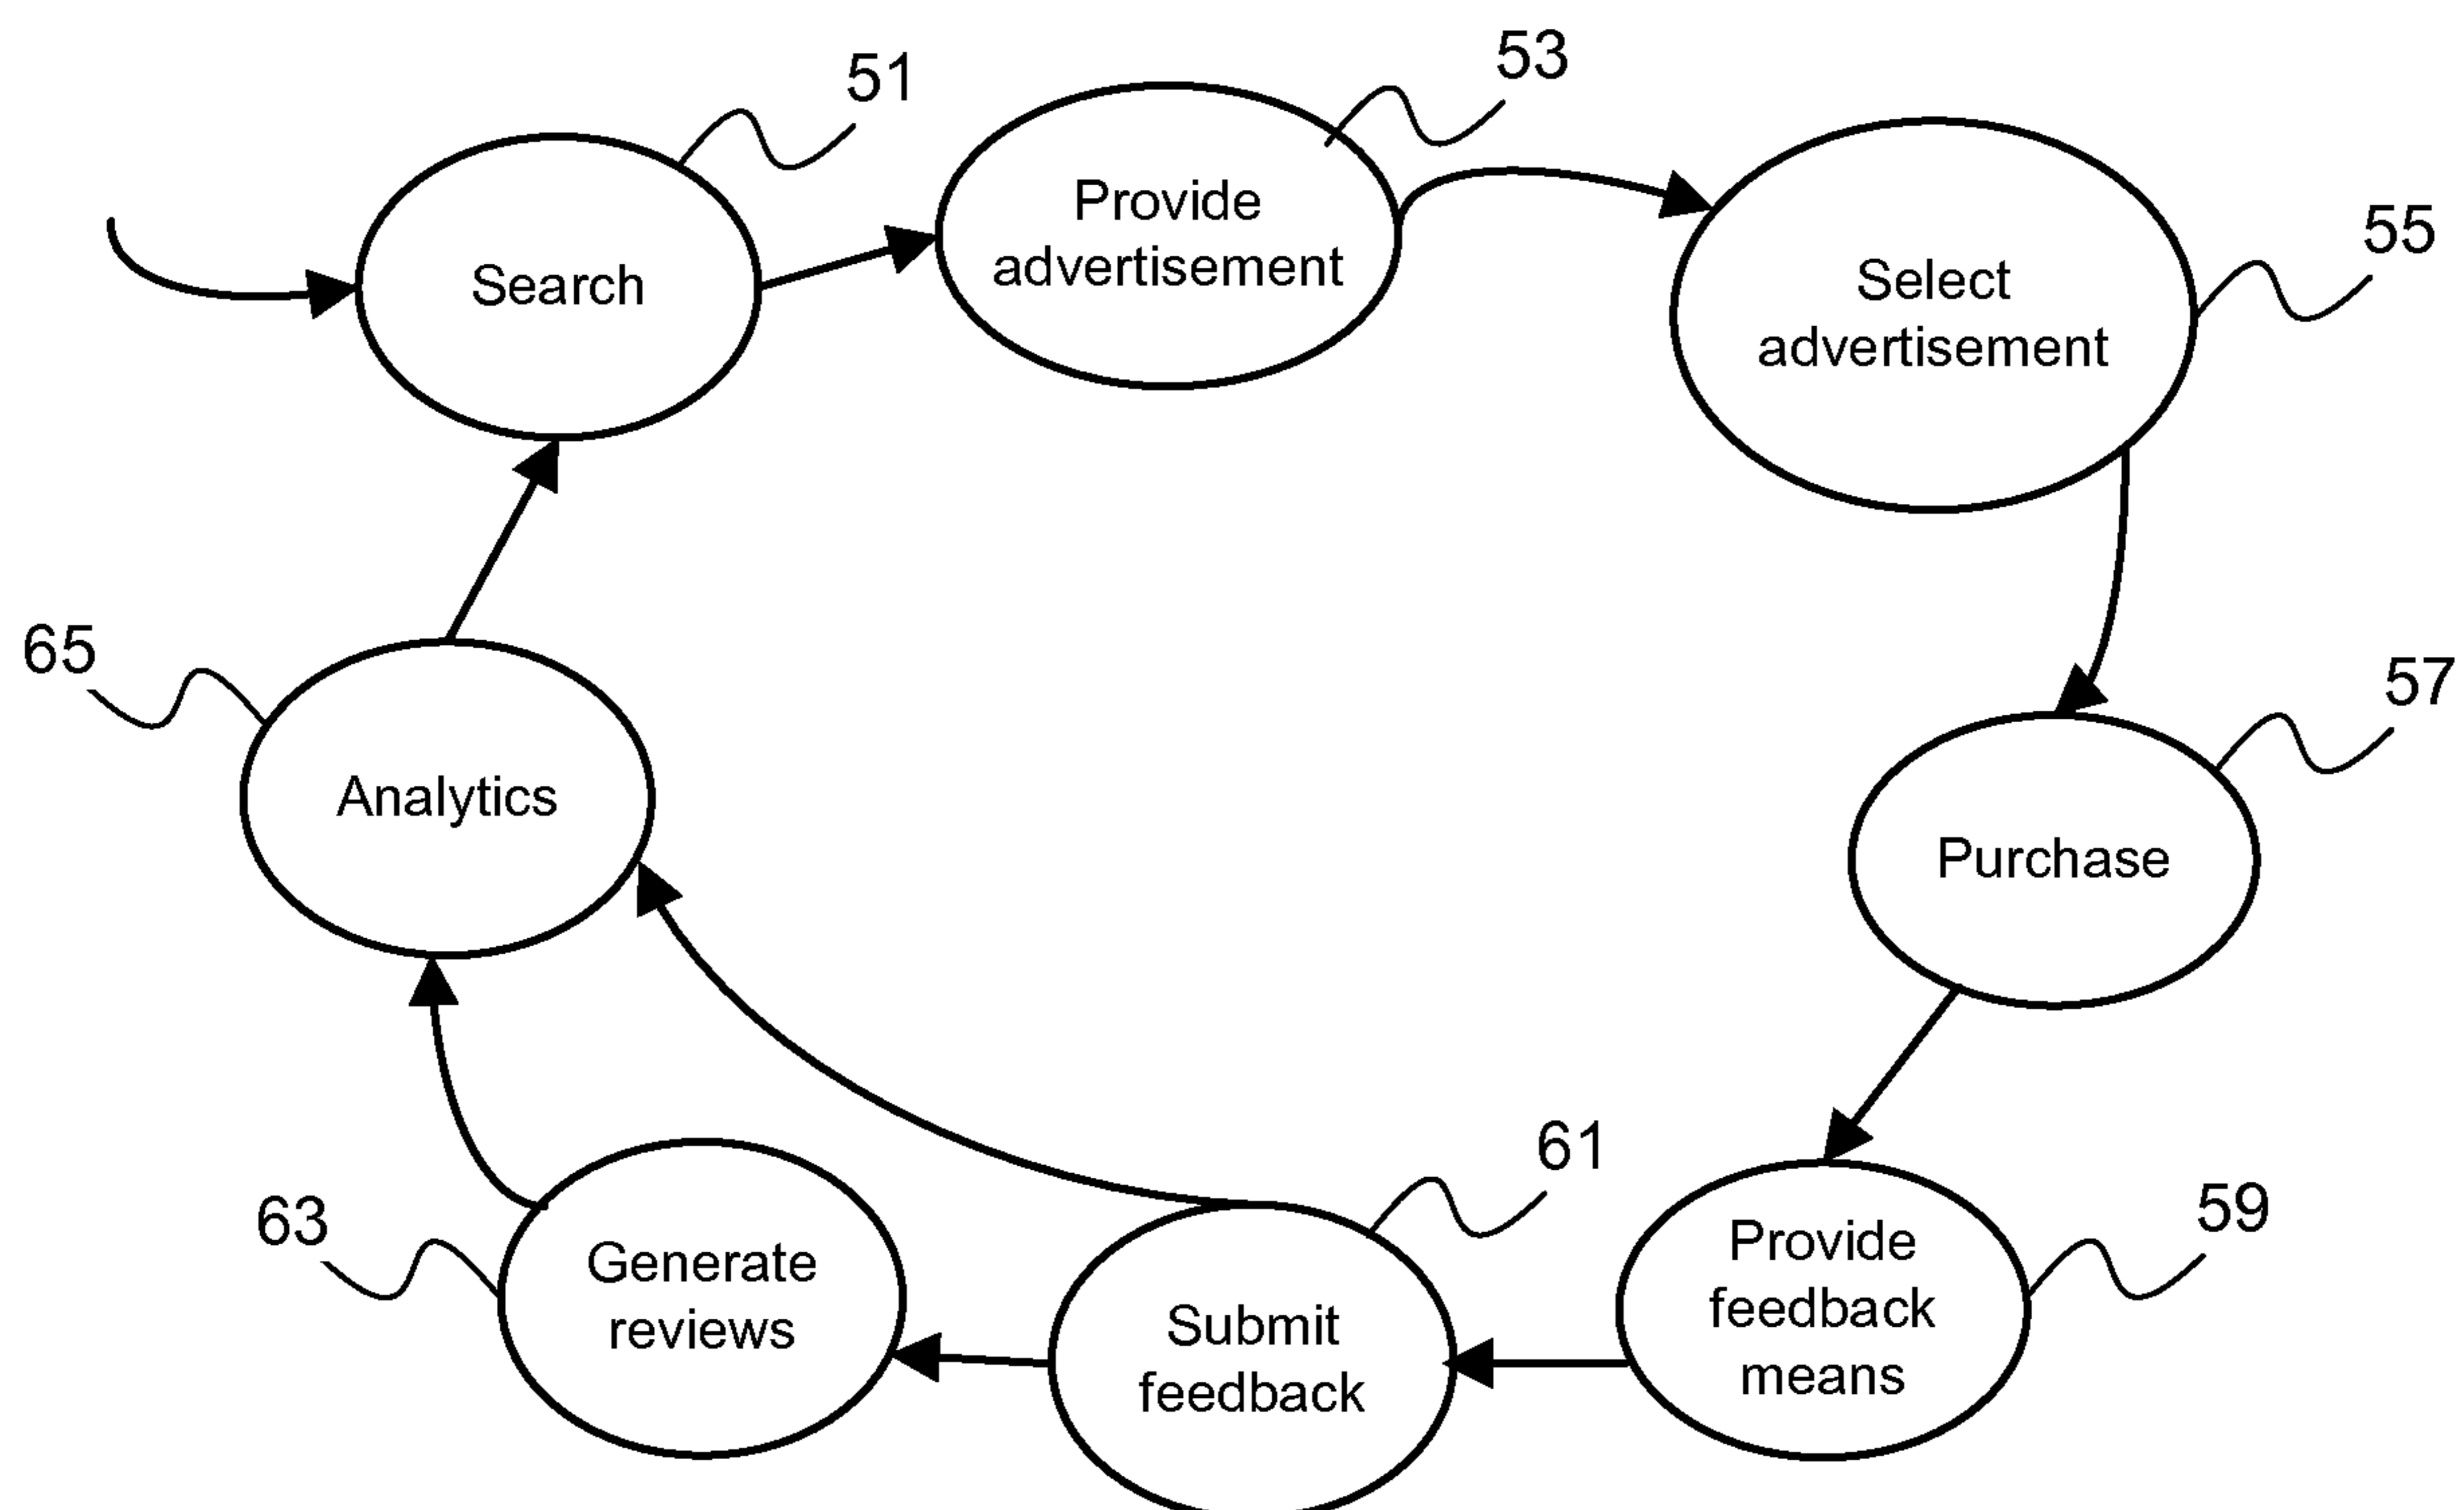 51
Search
53
Provide
advertisement
55
Select
advertisement
57
Purchase
59
Provide
feedback
means
61
Submit
feedback
63
Generate
reviews
65
Analytics